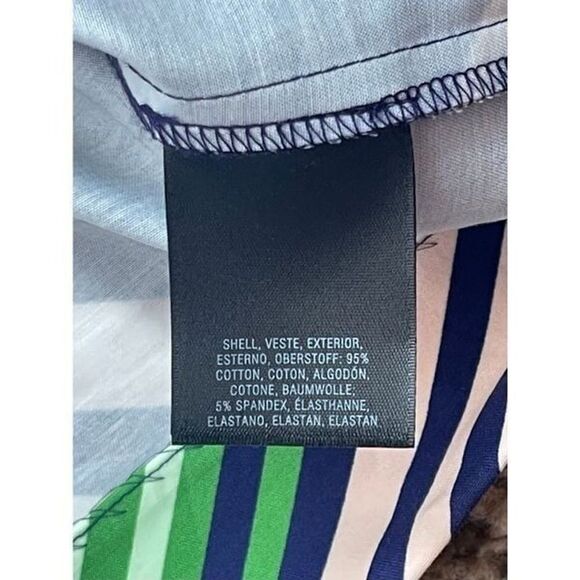 SHELL, VESTE, EXTERIOR,
ESTERNO, OBERSTOFF: 95%
COTTON, COTON, ALGODÓN,
COTONE, BAUMWOLLE;
5% SPANDEX, ÉLASTHANNE,
ELASTANO, ELASTAN, ELASTAN